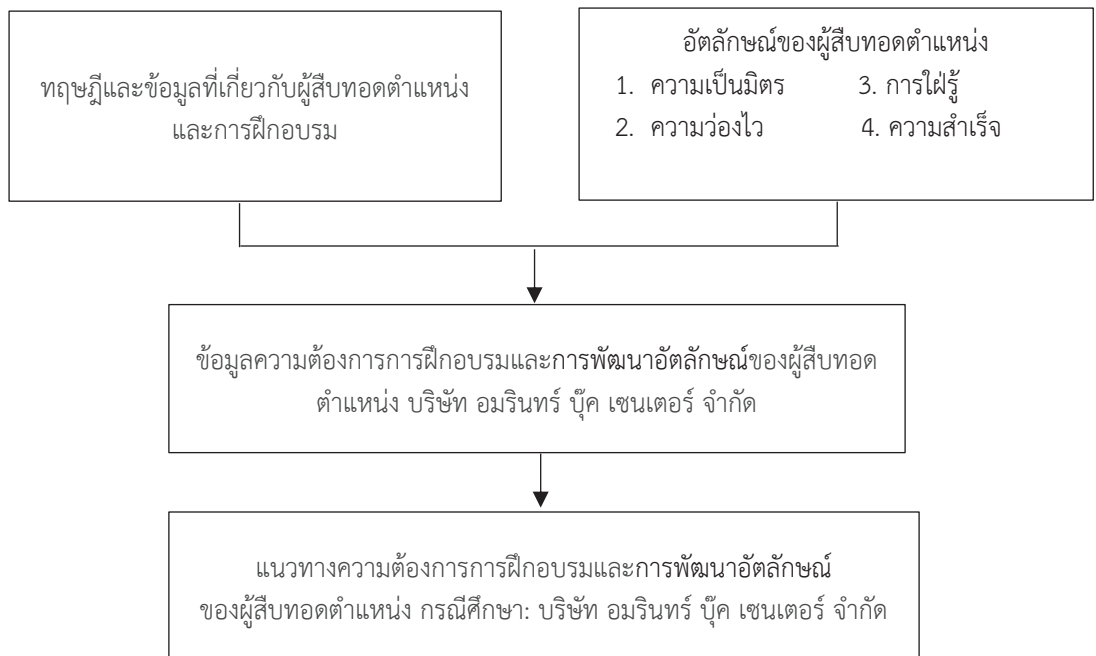 ทฤษฎีและข้อมูลที่เกี่ยวกับผู้สืบทอดตำแหน่ง
และการฝึกอบรม
อัตลักษณ์ของผู้สืบทอดตำแหน่ง
1. ความเป็นมิตร 3. การใฝ่รู้
2. ความว่องไว 4. ความสำเร็จ
ข้อมูลความต้องการการฝึกอบรมและการพัฒนาอัตลักษณ์ของผู้สืบทอด
ตำแหน่ง บริษัท อมรินทร์ บุ๊ค เซนเตอร์ จำกัด
แนวทางความต้องการการฝึกอบรมและการพัฒนาอัตลักษณ์
ของผู้สืบทอดตำแหน่ง กรณีศึกษา: บริษัท อมรินทร์ บุ๊ค เซนเตอร์ จำกัด